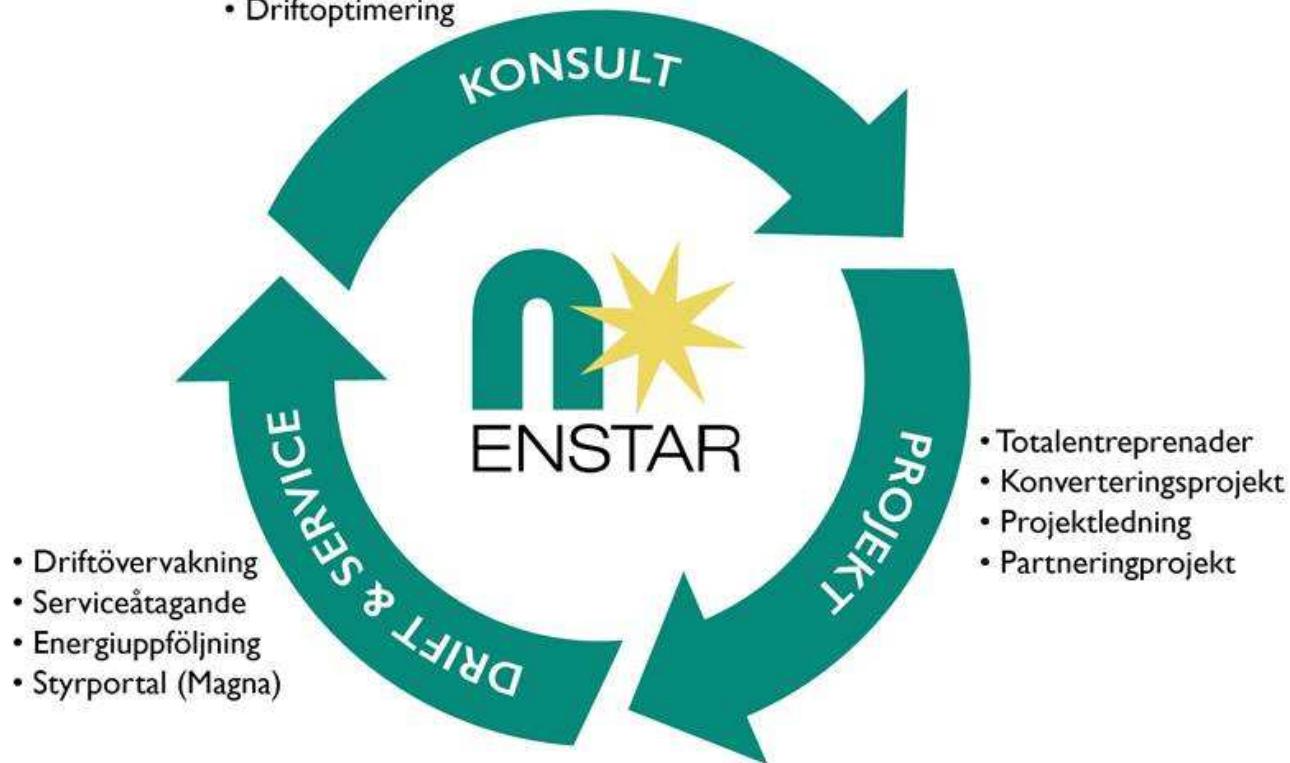 • Driftoptimering
KONSULT
ENSTAR
PROJEKT
• Totalentreprenader
• Konverteringsprojekt
• Projektledning
• Partneringprojekt
DRIFT & SERVICE
• Driftövervakning
• Serviceåtagande
• Energiuppföljning
• Styrportal (Magna)